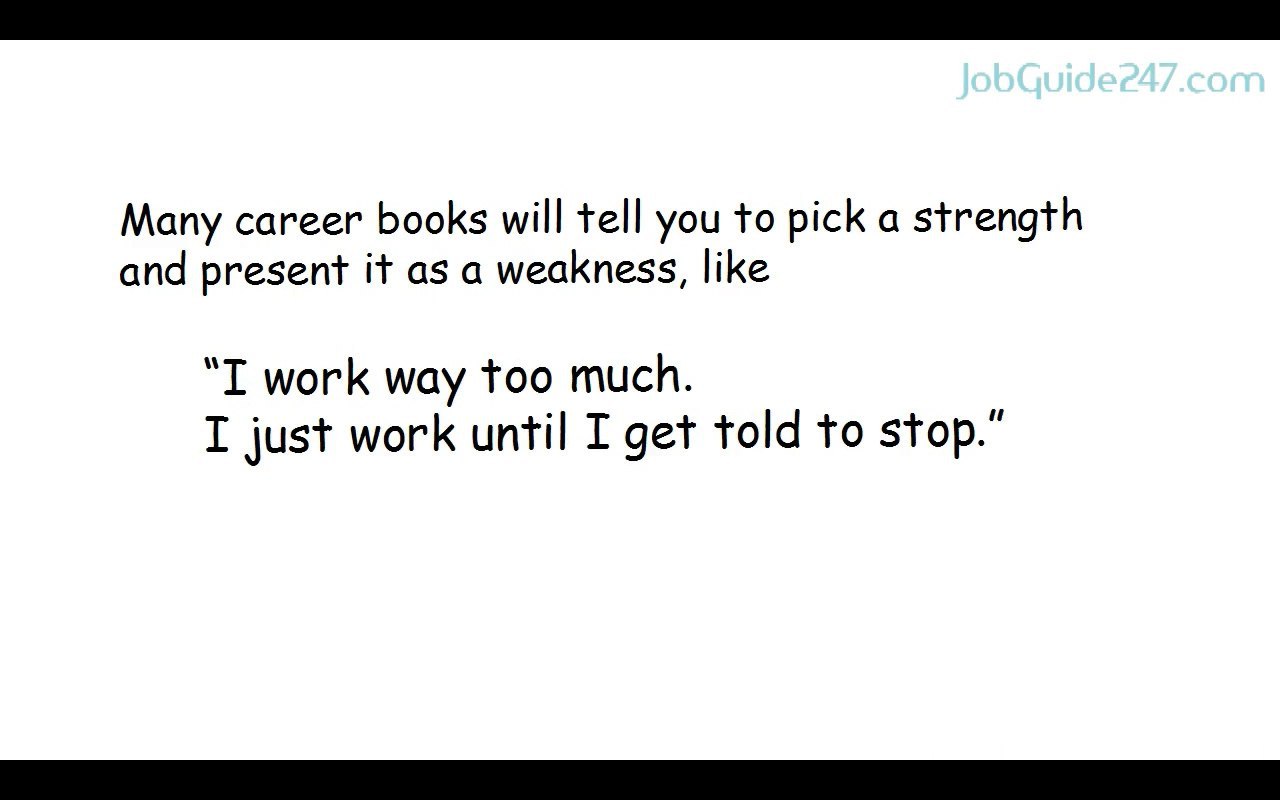 JobGuide247.com
Many career books will tell you to pick a strength
and present it as a weakness, like
“I work way too much.
I just work until I get told to stop.”